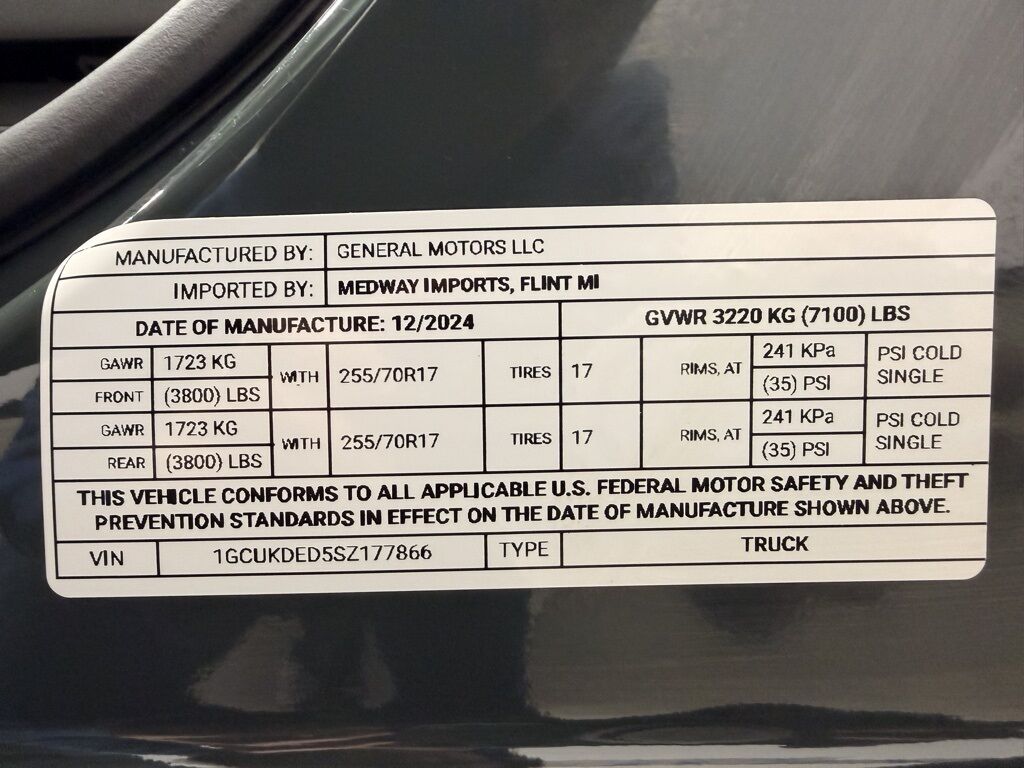 MANUFACTURED BY: GENERAL MOTORS LLC
IMPORTED BY: MEDWAY IMPORTS, FLINT MI
DATE OF MANUFACTURE: 12/2024 GVWR 3220 KG (7100) LBS
GAWR 1723 KG WITH 255/70R17 TIRES 17 RIMS, AT 241 KPa PSI COLD
FRONT (3800) LBS (35) PSI SINGLE
GAWR 1723 KG WITH 255/70R17 TIRES 17 RIMS, AT 241 KPa PSI COLD
REAR (3800) LBS (35) PSI SINGLE
THIS VEHICLE CONFORMS TO ALL APPLICABLE U.S. FEDERAL MOTOR SAFETY AND THEFT
PREVENTION STANDARDS IN EFFECT ON THE DATE OF MANUFACTURE SHOWN ABOVE.
VIN 1GCUKDED5SZ177866 TYPE TRUCK